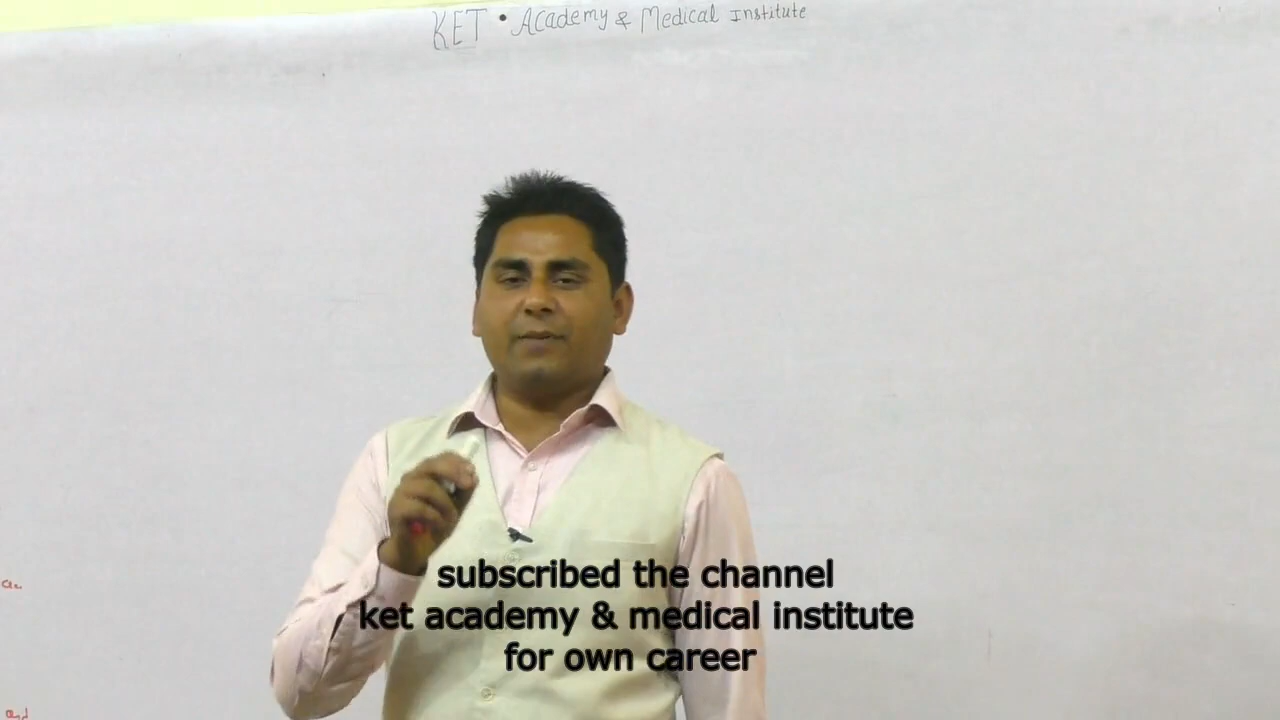 KET • Academy & Medical Institute
subscribed the channel
ket academy & medical institute
for own career